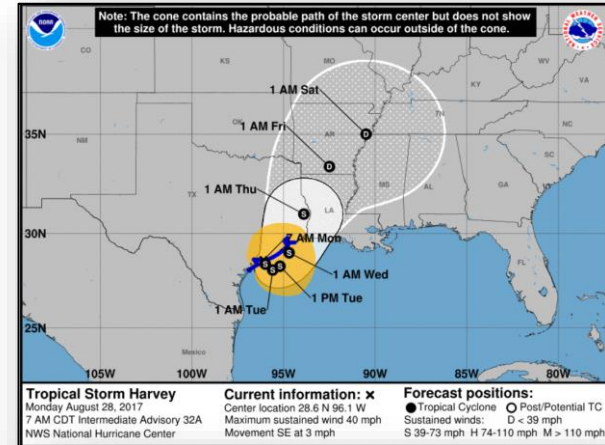 Note: The cone contains the probable path of the storm center but does not show
the size of the storm. Hazardous conditions can occur outside of the cone.
NOAA
CO
KS
MO
WV
VA
KY
1 AM Sat
TN
NC
1 AM Fri
OK
AR
35N
NM
SC
1 AM Thu
MS
AL
GA
TX
LA
30N
7 AM Mon
FL
1 AM Wed
1 PM Tue
1 AM Tue
25N
Mexico
105W
100W
95W
90W
85W
80W
D
D
S
S
S
S
S
Tropical Storm Harvey
Monday August 28, 2017
7 AM CDT Intermediate Advisory 32A
NWS National Hurricane Center
Current information: x
Center location 28.6 N 96.1 W
Maximum sustained wind 40 mph
Movement SE at 3 mph
Forecast positions:
Tropical Cyclone Post/Potential TC
Sustained winds: D < 39 mph
S 39-73 mph H 74-110 mph M > 110 mph